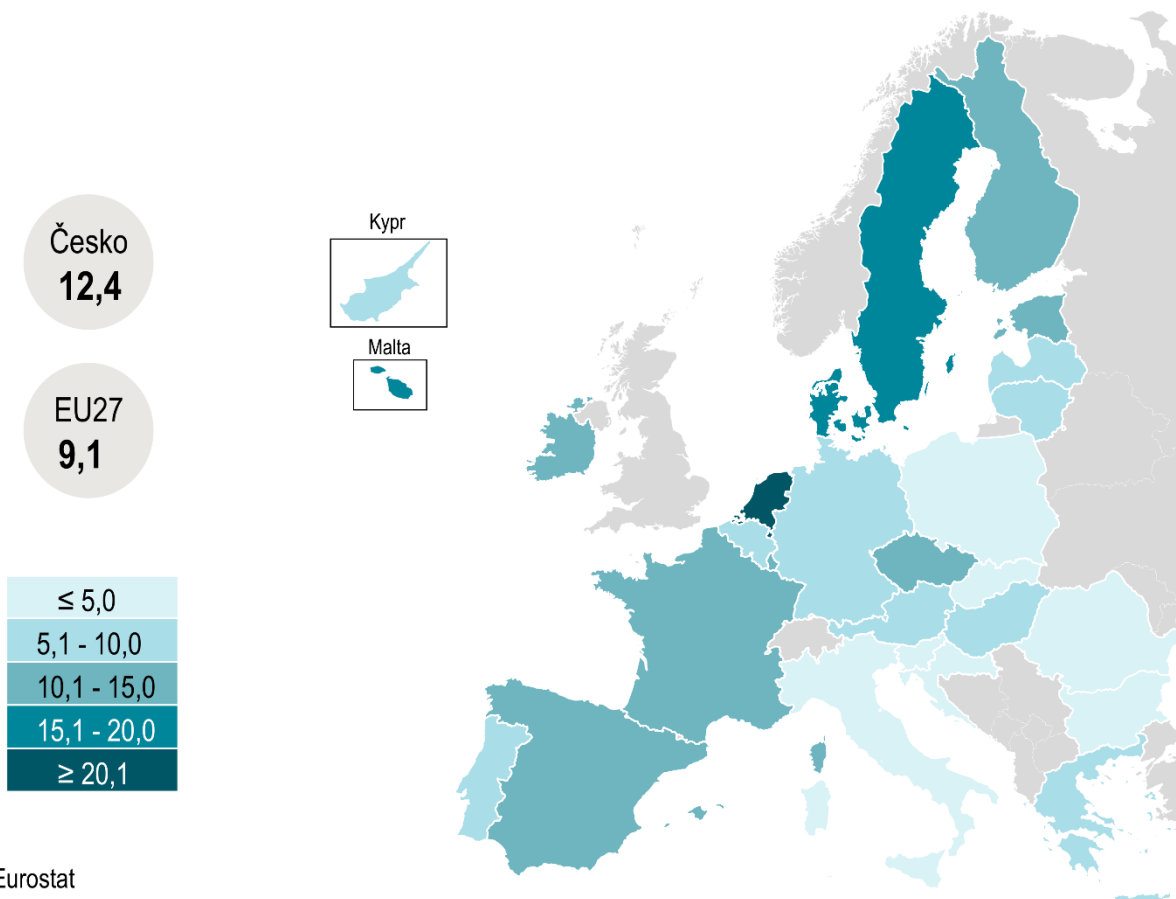 Česko
12,4
EU27
9,1
Kypr
Malta
≤ 5,0
5,1 - 10,0
10,1 - 15,0
15,1 - 20,0
≥ 20,1
Eurostat